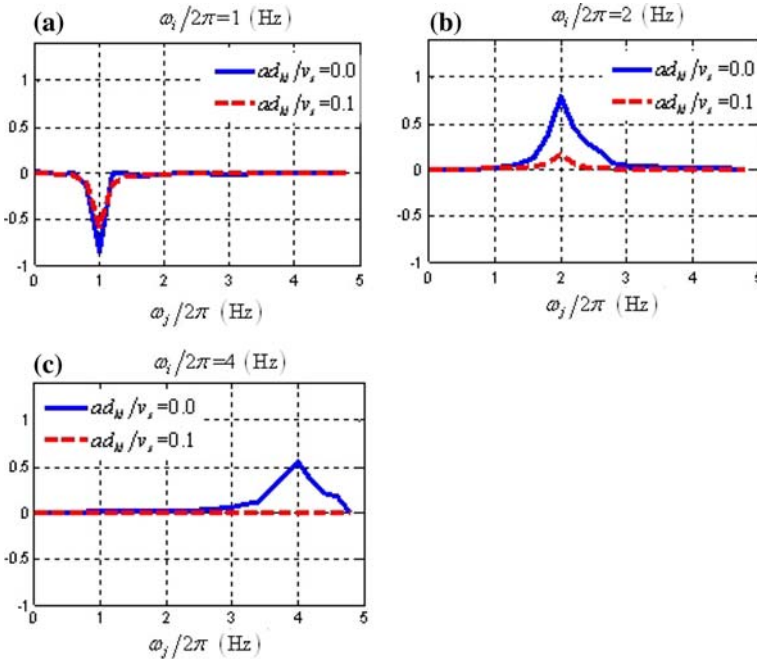 (a) ω_i/2π=1 (Hz)
1
0.5
0
-0.5
-1
ad_kl/v_s=0.0
ad_kl/v_s=0.1
0 1 2 3 4 5
ω_j/2π (Hz)
(b) ω_i/2π=2 (Hz)
1
0.5
0
-0.5
-1
ad_kl/v_s=0.0
ad_kl/v_s=0.1
0 1 2 3 4 5
ω_j/2π (Hz)
(c) ω_i/2π=4 (Hz)
1
0.5
0
-0.5
-1
ad_kl/v_s=0.0
ad_kl/v_s=0.1
0 1 2 3 4 5
ω_j/2π (Hz)